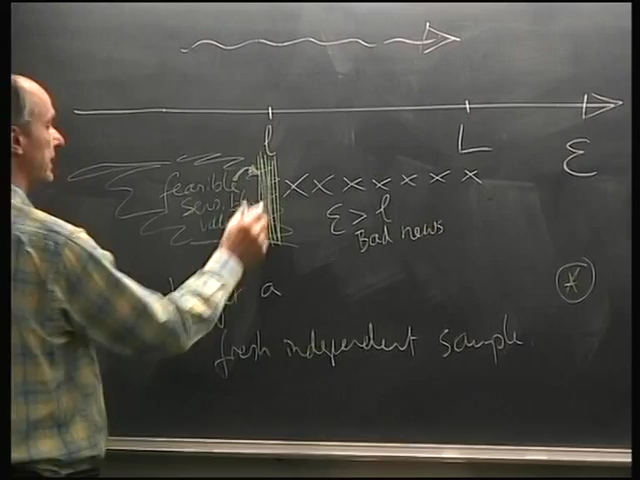 l
L
ε
feasible
ε > l
Bad news
a
fresh independent sample.
*